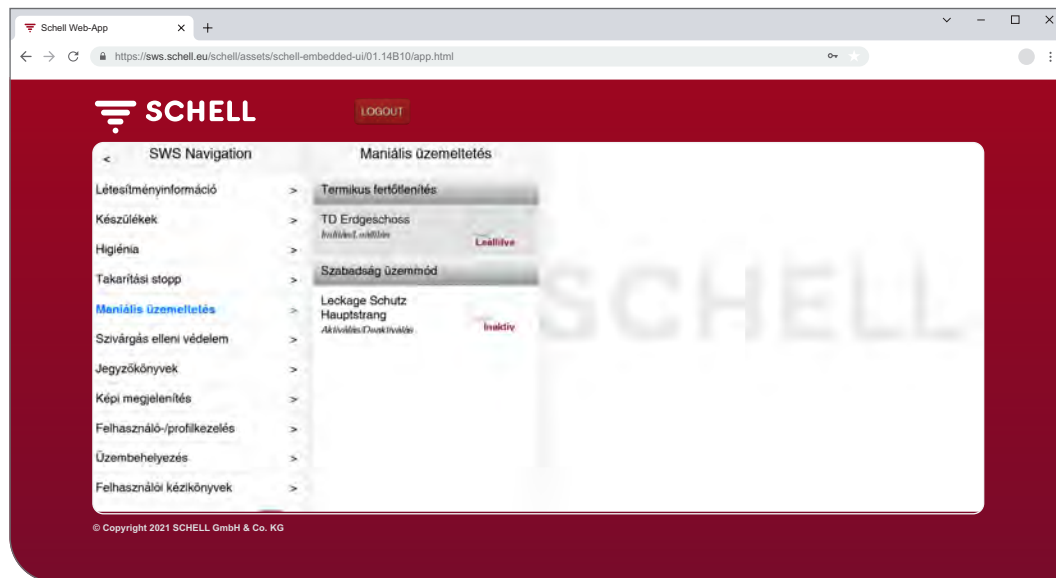 Schell Web-App
https://sws.schell.eu/schell/assets/schell-embedded-ui/01.14B10/app.html
SCHELL
LOGOUT
< SWS Navigation
Létesítményinformáció >
Készülékek >
Higiénia >
Takarítási stopp >
Maniális üzemeltetés >
Szivárgás elleni védelem >
Jegyzőkönyvek >
Képi megjelenítés >
Felhasználó-/profilkezelés >
Üzembehelyezés >
Felhasználói kézikönyvek >
Maniális üzemeltetés
Termikus fertőtlenítés
TD Erdgeschoss
Leállítva
Szabadság üzemmód
Leckage Schutz
Hauptstrang
Aktiválás/Deaktiválás
Inaktív
SCHELL
© Copyright 2021 SCHELL GmbH & Co. KG